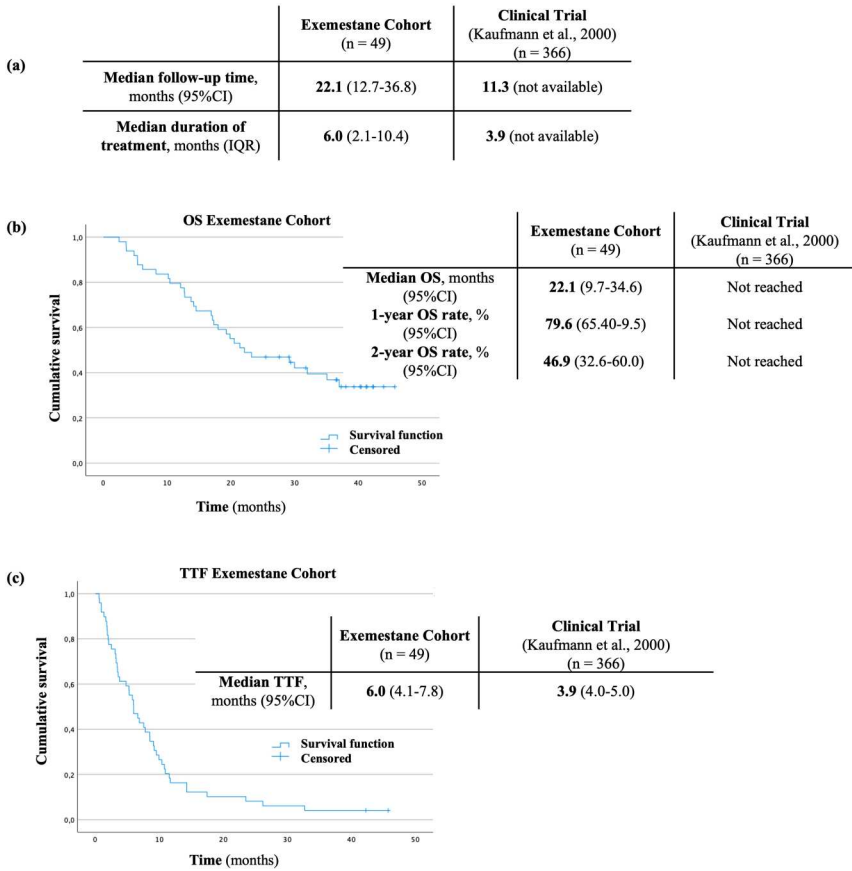 (a)
Exemestane Cohort
(n = 49)
Clinical Trial
(Kaufmann et al., 2000)
(n = 366)
Median follow-up time,
months (95%CI)
22.1 (12.7-36.8)
11.3 (not available)
Median duration of
treatment, months (IQR)
6.0 (2.1-10.4)
3.9 (not available)
(b)
OS Exemestane Cohort
Cumulative survival
1,0
0,8
0,6
0,4
0,2
0,0
0 10 20 30 40 50
Time (months)
Survival function
Censored
Exemestane Cohort
(n = 49)
Clinical Trial
(Kaufmann et al., 2000)
(n = 366)
Median OS, months
(95%CI)
22.1 (9.7-34.6)
Not reached
1-year OS rate, %
(95%CI)
79.6 (65.40-9.5)
Not reached
2-year OS rate, %
(95%CI)
46.9 (32.6-60.0)
Not reached
(c)
TTF Exemestane Cohort
Cumulative survival
1,0
0,8
0,6
0,4
0,2
0,0
0 10 20 30 40 50
Time (months)
Survival function
Censored
Exemestane Cohort
(n = 49)
Clinical Trial
(Kaufmann et al., 2000)
(n = 366)
Median TTF,
months (95%CI)
6.0 (4.1-7.8)
3.9 (4.0-5.0)